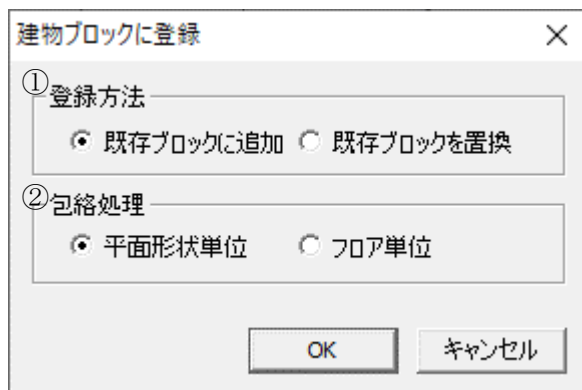 建物ブロックに登録
①登録方法
既存ブロックに追加 既存ブロックを置換
②包絡処理
平面形状単位 フロア単位
OK キャンセル